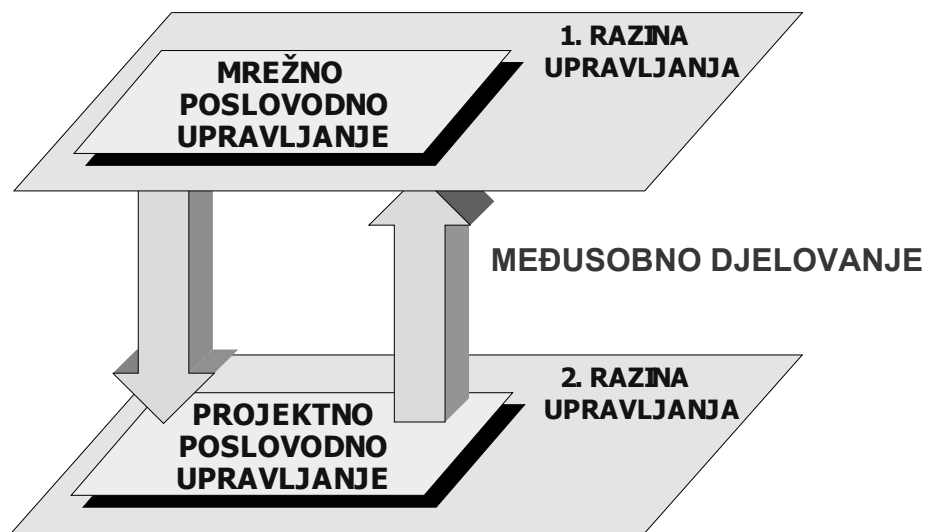 1. RAZINA
UPRAVLJANJA
MREŽNO
POSLOVODNO
UPRAVLJANJE
MEĐUSOBNO DJELOVANJE
2. RAZINA
UPRAVLJANJA
PROJEKTNO
POSLOVODNO
UPRAVLJANJE